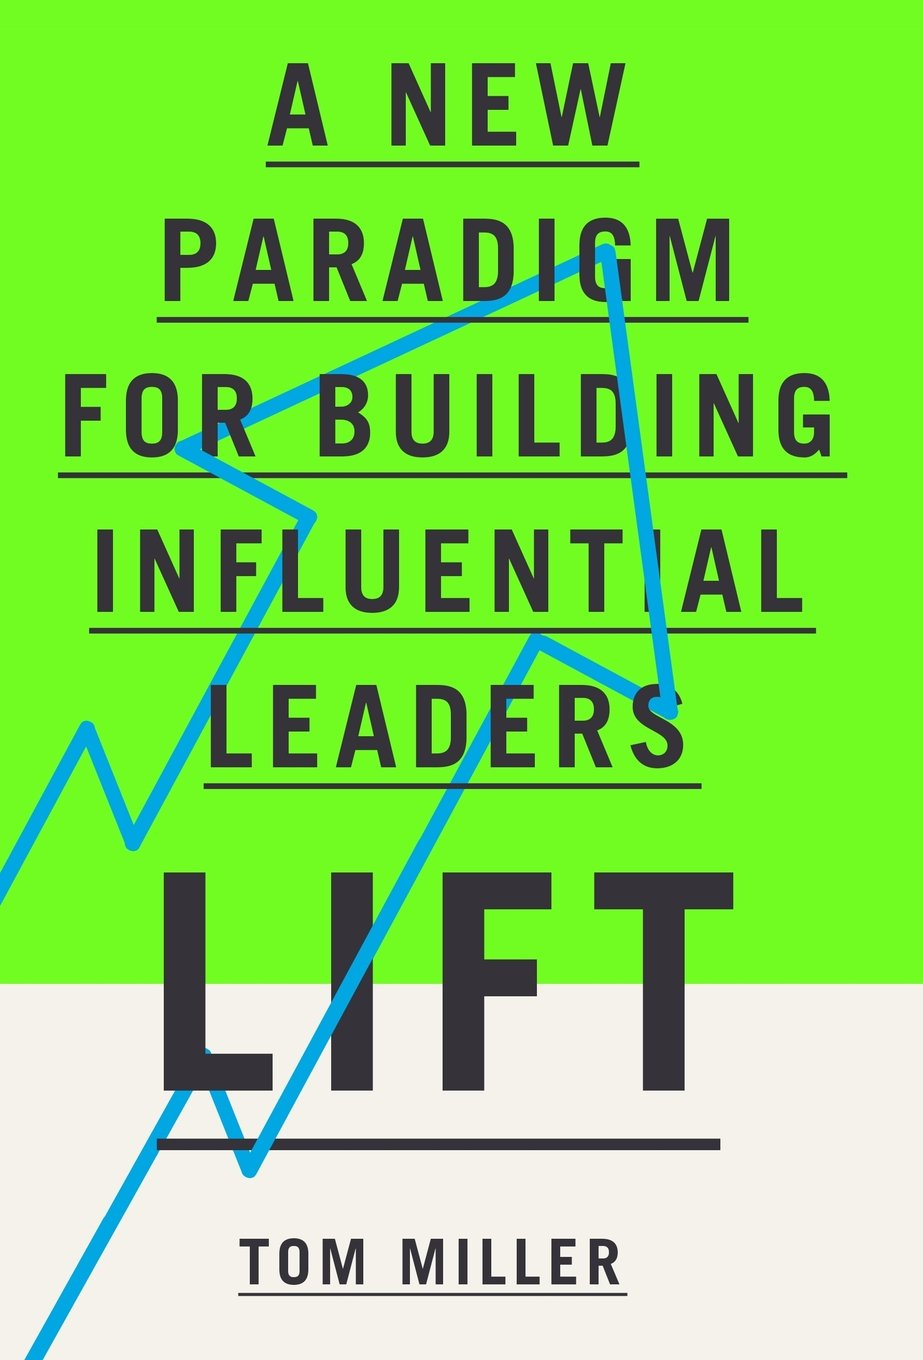 A NEW
PARADIGM
FOR BUILDING
INFLUENTIAL
LEADERS
LIFT
TOM MILLER